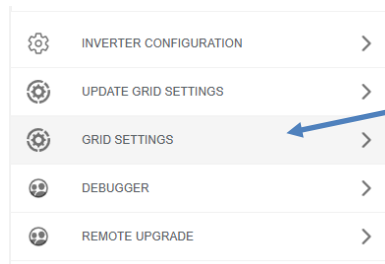 INVERTER CONFIGURATION
UPDATE GRID SETTINGS
GRID SETTINGS
DEBUGGER
REMOTE UPGRADE